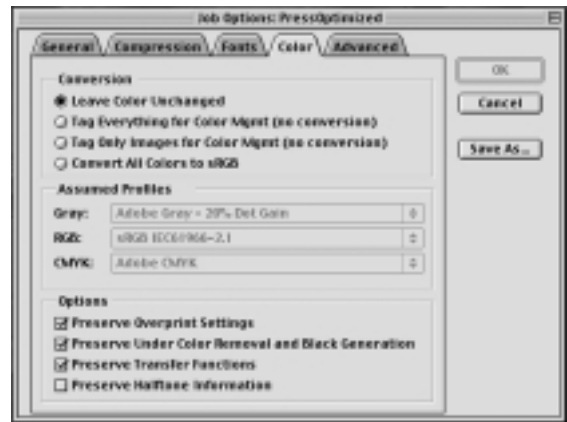 Job Options: PressOptimized
General Compression Fonts Color Advanced
Conversion
Leave Color Unchanged
Tag Everything for Color Mgmt (no conversion)
Tag Only Images for Color Mgmt (no conversion)
Convert All Colors to sRGB
Assumed Profiles
Gray: Adobe Gray - 20% Dot Gain
RGB: sRGB IEC61966-2.1
CMYK: Adobe CMYK
Options
Preserve Overprint Settings
Preserve Under Color Removal and Black Generation
Preserve Transfer Functions
Preserve Halftone Information
OK
Cancel
Save As...